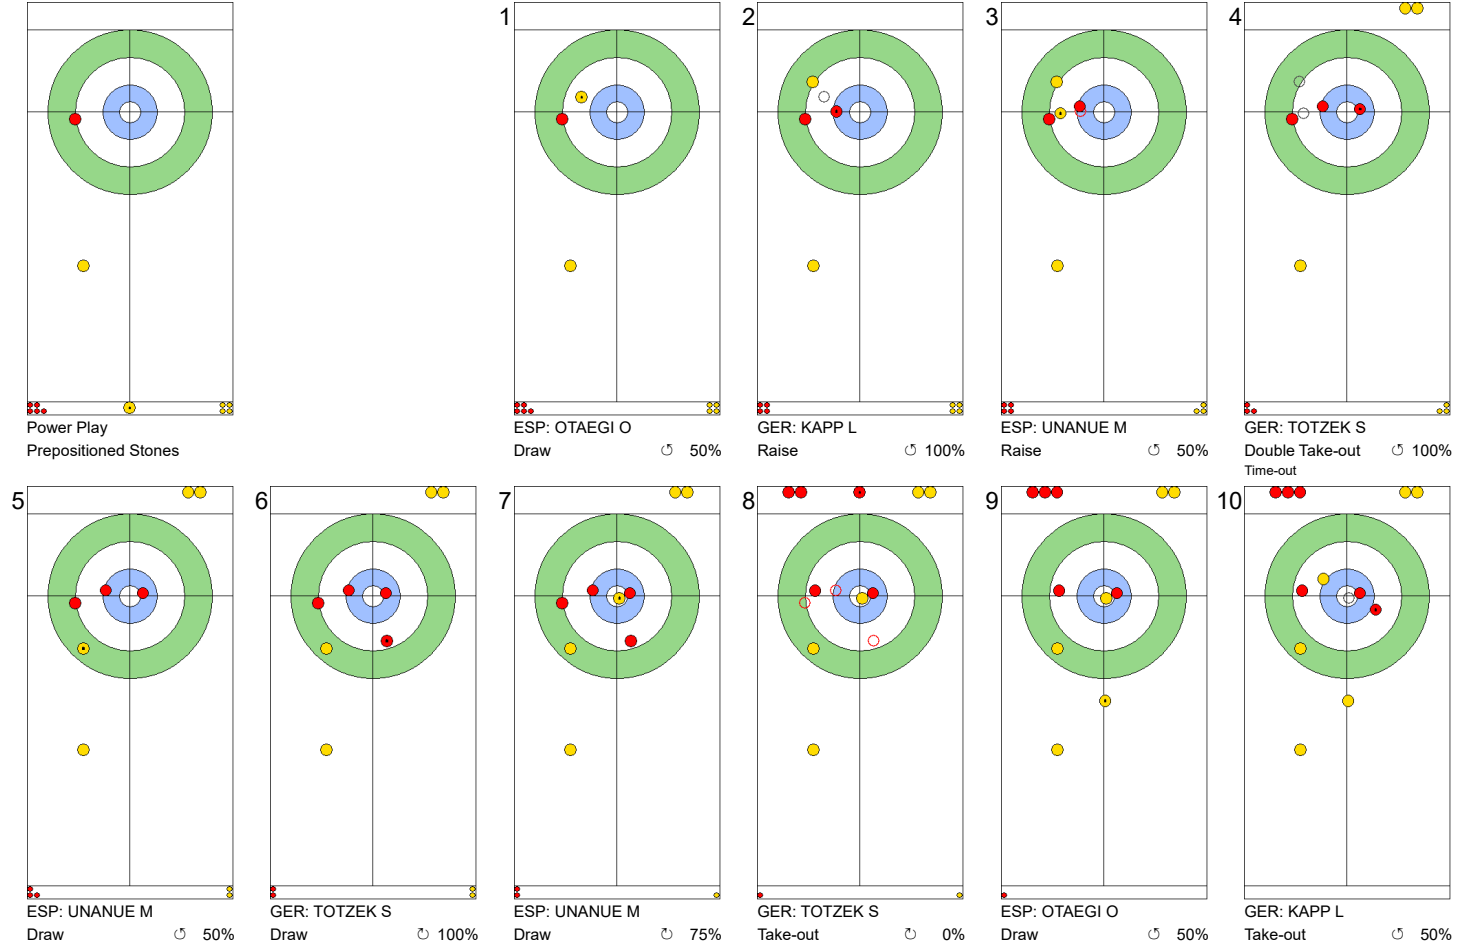 Power Play
Prepositioned Stones
1
ESP: OTAEGI O
Draw 50%
2
GER: KAPP L
Raise 100%
3
ESP: UNANUE M
Raise 50%
4
GER: TOTZEK S
Double Take-out 100%
Time-out
5
ESP: UNANUE M
Draw 50%
6
GER: TOTZEK S
Draw 100%
7
ESP: UNANUE M
Draw 75%
8
GER: TOTZEK S
Take-out 0%
9
ESP: OTAEGI O
Draw 50%
10
GER: KAPP L
Take-out 50%